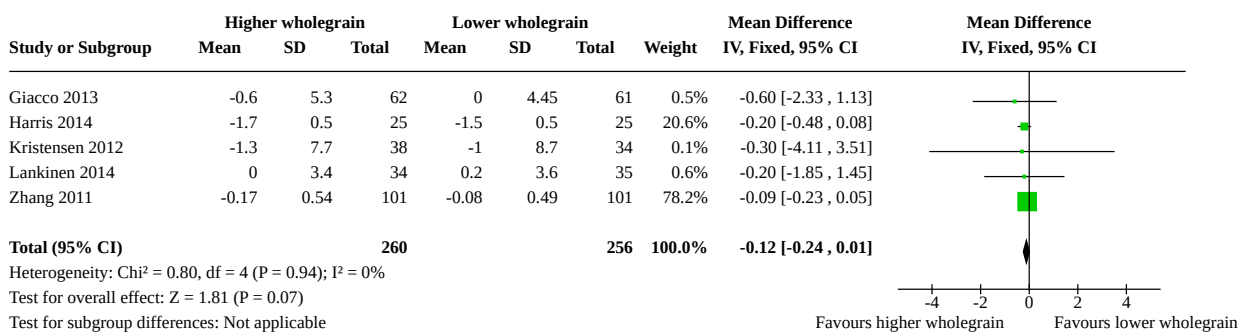 Higher wholegrain Lower wholegrain Mean Difference Mean Difference
Study or Subgroup Mean SD Total Mean SD Total Weight IV, Fixed, 95% CI IV, Fixed, 95% CI
Giacco 2013 -0.6 5.3 62 0 4.45 61 0.5% -0.60 [-2.33 , 1.13]
Harris 2014 -1.7 0.5 25 -1.5 0.5 25 20.6% -0.20 [-0.48 , 0.08]
Kristensen 2012 -1.3 7.7 38 -1 8.7 34 0.1% -0.30 [-4.11 , 3.51]
Lankinen 2014 0 3.4 34 0.2 3.6 35 0.6% -0.20 [-1.85 , 1.45]
Zhang 2011 -0.17 0.54 101 -0.08 0.49 101 78.2% -0.09 [-0.23 , 0.05]
Total (95% CI) 260 256 100.0% -0.12 [-0.24 , 0.01]
Heterogeneity: Chi² = 0.80, df = 4 (P = 0.94); I² = 0%
Test for overall effect: Z = 1.81 (P = 0.07) -4 -2 0 2 4
Test for subgroup differences: Not applicable Favours higher wholegrain Favours lower wholegrain